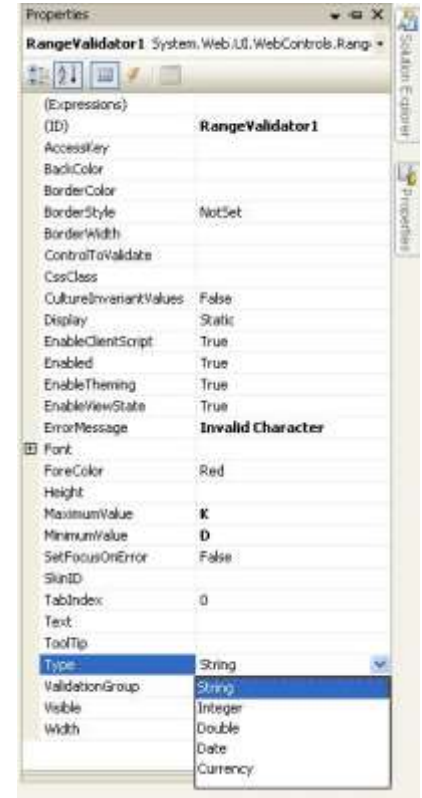 Properties
RangeValidator1 System.Web.UI.WebControls.Rang
(Expressions)
(ID) RangeValidator1
AccessKey
BackColor
BorderColor
BorderStyle NotSet
BorderWidth
ControlToValidate
CssClass
CultureInvariantValues False
Display Static
EnableClientScript True
Enabled True
EnableTheming True
EnableViewState True
ErrorMessage Invalid Character
Font
ForeColor Red
Height
MaximumValue K
MinimumValue D
SetFocusOnError False
SkinID
TabIndex 0
Text
ToolTip
Type String
ValidationGroup String
Visible Integer
Width Double
Date
Currency
Solution Explorer
Properties